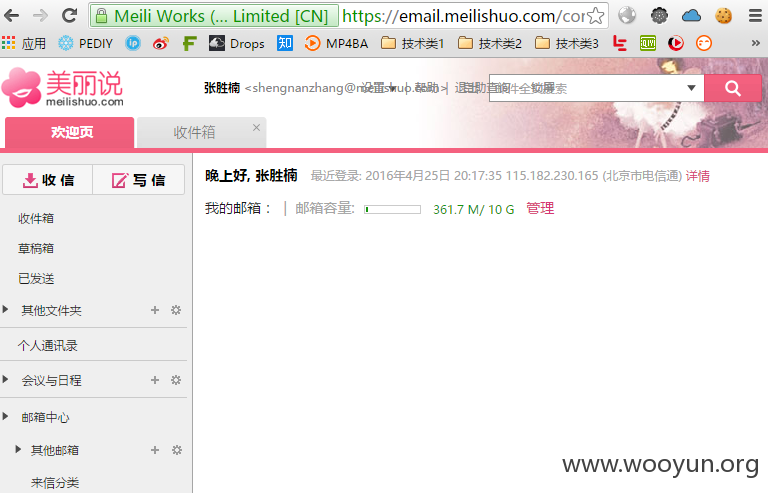 Meili Works (... Limited [CN] https://email.meilishuo.com/cor
应用 PEDIY Drops 知 MP4BA 技术类1 技术类2 技术类3 »
美丽说
meilishuo.com
张胜楠 <shengnanzhang@meilishuo.com> 设置 | 帮助 | 退出 自助查询 锁屏 邮件全文搜索
欢迎页 收件箱 ×
收 信 写 信
晚上好, 张胜楠 最近登录: 2016年4月25日 20:17:35 115.182.230.165 (北京市电信通) 详情
我的邮箱： | 邮箱容量: 361.7 M/ 10 G 管理
收件箱
草稿箱
已发送
其他文件夹
个人通讯录
会议与日程
邮箱中心
其他邮箱
来信分类
www.wooyun.org